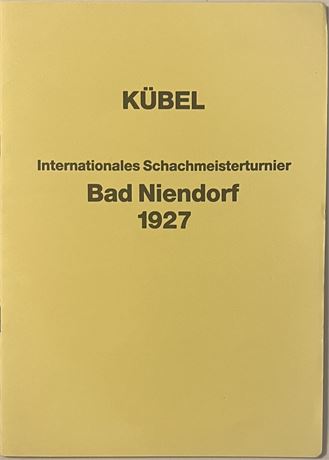 KÜBEL
Internationales Schachmeisterturnier
Bad Niendorf
1927